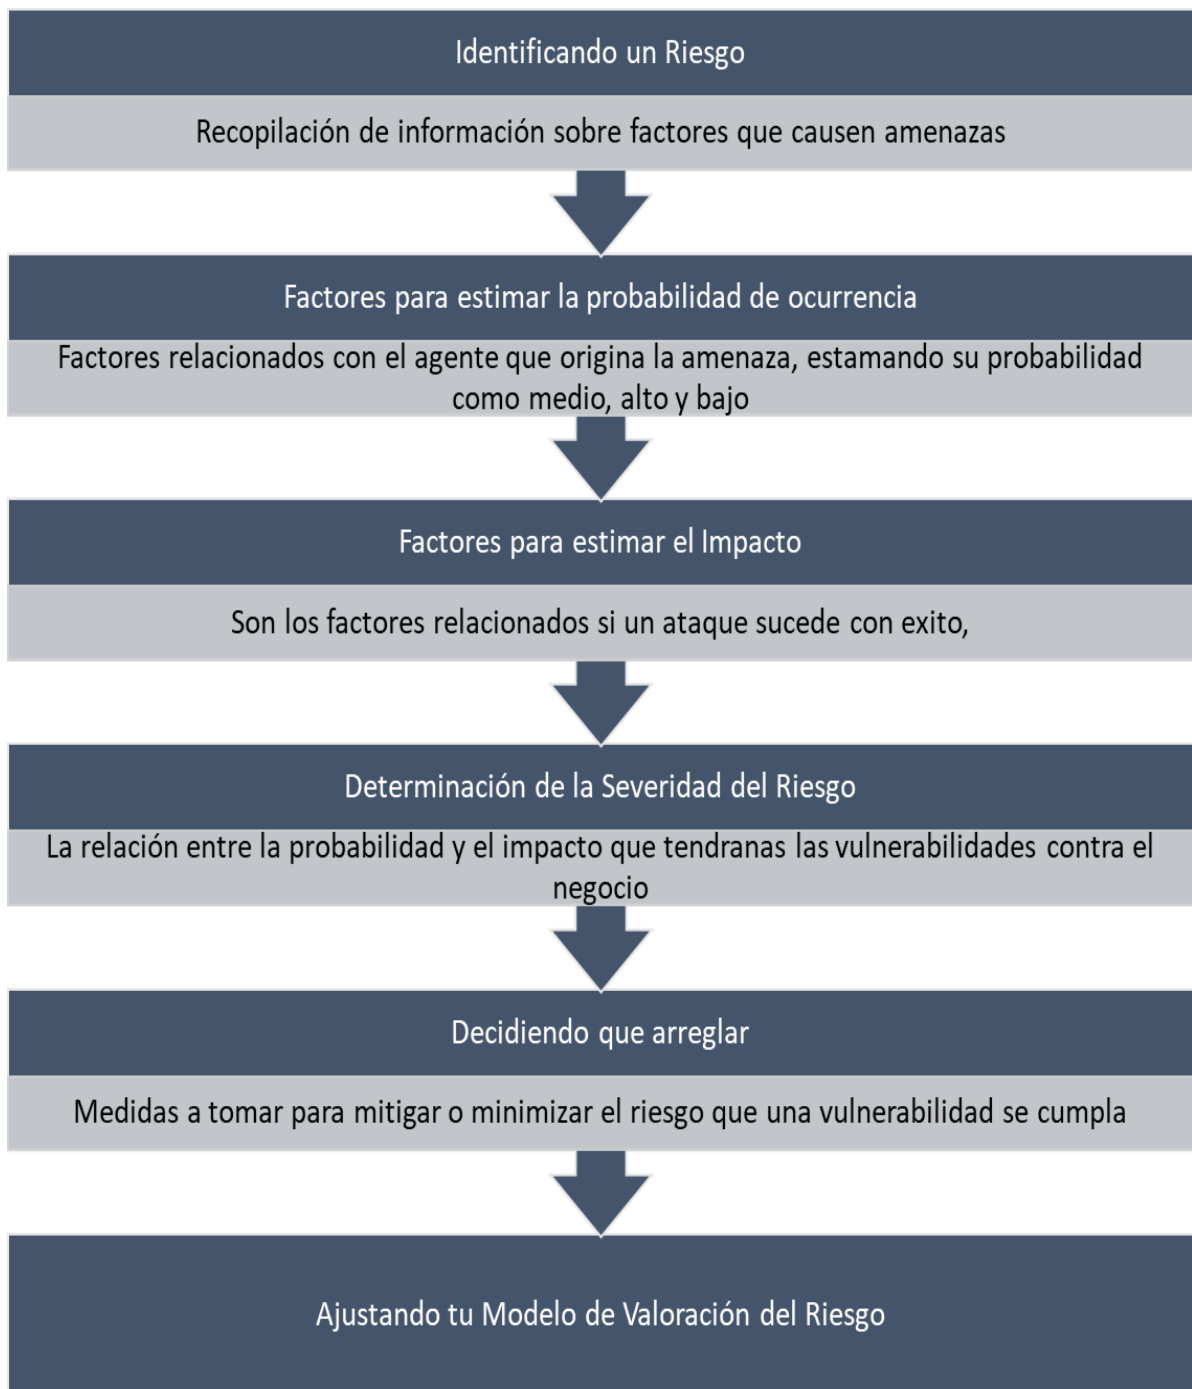 Identificando un Riesgo
Recopilación de información sobre factores que causen amenazas
Factores para estimar la probabilidad de ocurrencia
Factores relacionados con el agente que origina la amenaza, estamando su probabilidad
como medio, alto y bajo
Factores para estimar el Impacto
Son los factores relacionados si un ataque sucede con exito,
Determinación de la Severidad del Riesgo
La relación entre la probabilidad y el impacto que tendranas las vulnerabilidades contra el
negocio
Decidiendo que arreglar
Medidas a tomar para mitigar o minimizar el riesgo que una vulnerabilidad se cumpla
Ajustando tu Modelo de Valoración del Riesgo